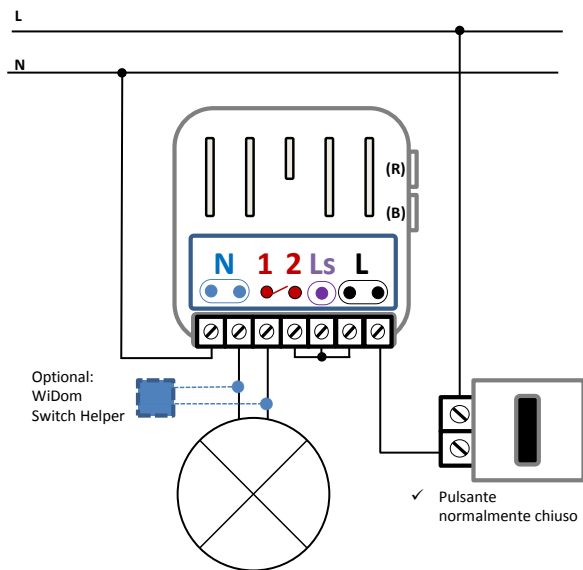 L
N
(R)
(B)
N 1 2 Ls L
Optional:
WiDom
Switch Helper
✓ Pulsante
normalmente chiuso